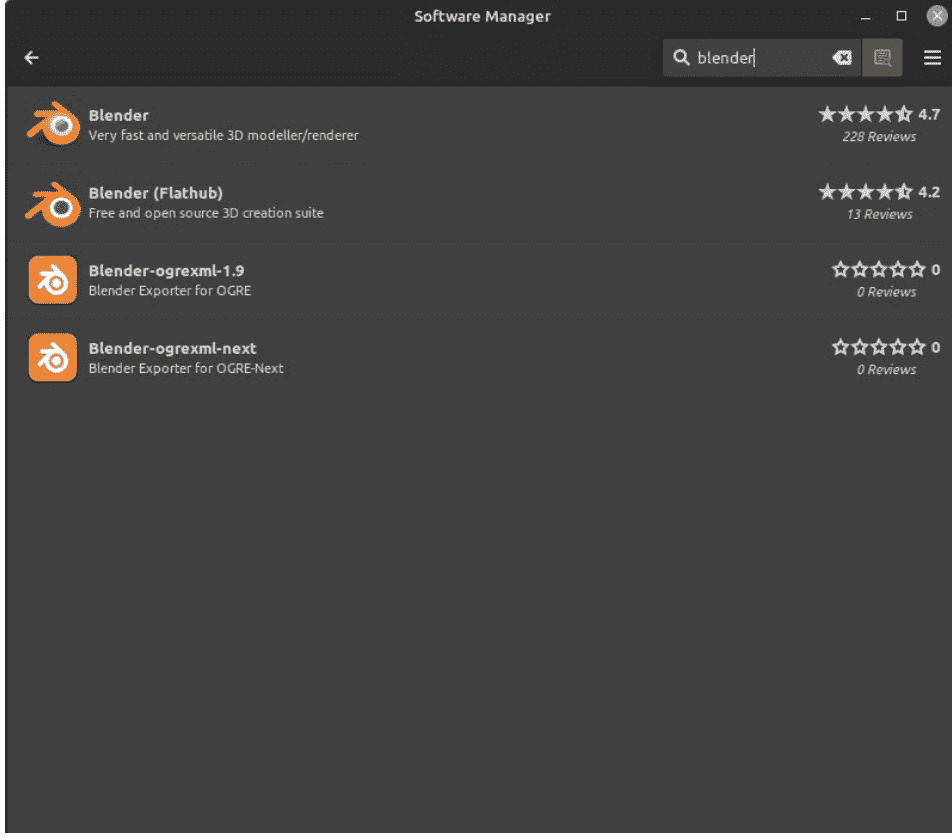 Software Manager
blender
Blender
Very fast and versatile 3D modeller/renderer
4.7
228 Reviews
Blender (Flathub)
Free and open source 3D creation suite
4.2
13 Reviews
Blender-ogrexml-1.9
Blender Exporter for OGRE
0
0 Reviews
Blender-ogrexml-next
Blender Exporter for OGRE-Next
0
0 Reviews